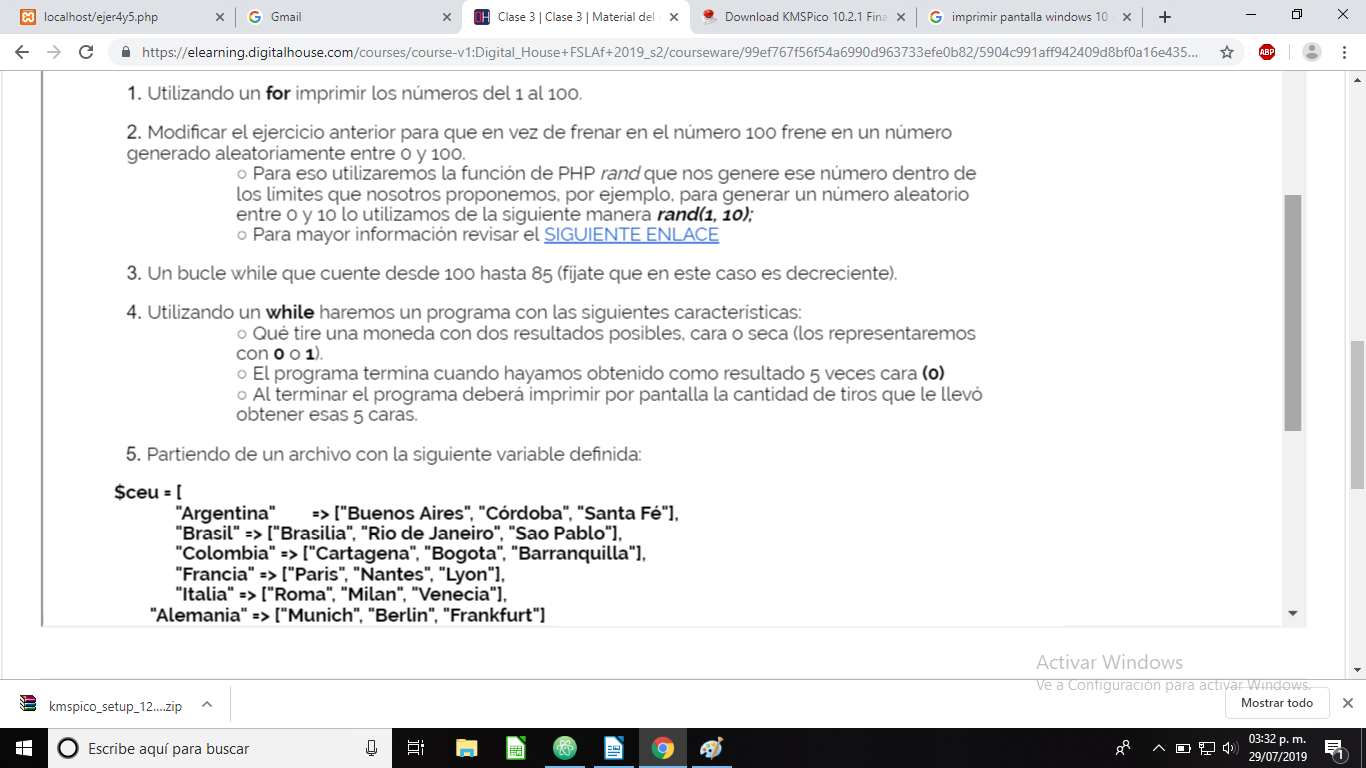 localhost/ejer4y5.php
Gmail
Clase 3 | Clase 3 | Material del
Download KMSPico 10.2.1 Fina
imprimir pantalla windows 10
https://elearning.digitalhouse.com/courses/course-v1:Digital_House+FSLAf+2019_s2/courseware/99ef767f56f54a6990d963733efe0b82/5904c991aff942409d8bf0a16e435...
ABP
1. Utilizando un for imprimir los números del 1 al 100.
2. Modificar el ejercicio anterior para que en vez de frenar en el número 100 frene en un número
generado aleatoriamente entre 0 y 100.
○ Para eso utilizaremos la función de PHP rand que nos genere ese número dentro de
los límites que nosotros proponemos, por ejemplo, para generar un número aleatorio
entre 0 y 10 lo utilizamos de la siguiente manera rand(1, 10);
○ Para mayor información revisar el SIGUIENTE ENLACE
3. Un bucle while que cuente desde 100 hasta 85 (fijate que en este caso es decreciente).
4. Utilizando un while haremos un programa con las siguientes características:
○ Qué tire una moneda con dos resultados posibles, cara o seca (los representaremos
con 0 o 1).
○ El programa termina cuando hayamos obtenido como resultado 5 veces cara (0)
○ Al terminar el programa deberá imprimir por pantalla la cantidad de tiros que le llevó
obtener esas 5 caras.
5. Partiendo de un archivo con la siguiente variable definida:
$ceu = [
"Argentina" => ["Buenos Aires", "Córdoba", "Santa Fé"],
"Brasil" => ["Brasilia", "Rio de Janeiro", "Sao Pablo"],
"Colombia" => ["Cartagena", "Bogota", "Barranquilla"],
"Francia" => ["Paris", "Nantes", "Lyon"],
"Italia" => ["Roma", "Milan", "Venecia"],
"Alemania" => ["Munich", "Berlin", "Frankfurt"]
Activar Windows
Ve a Configuración para activar Windows.
kmspico_setup_12....zip
Mostrar todo
Escribe aquí para buscar
03:32 p. m.
29/07/2019
1